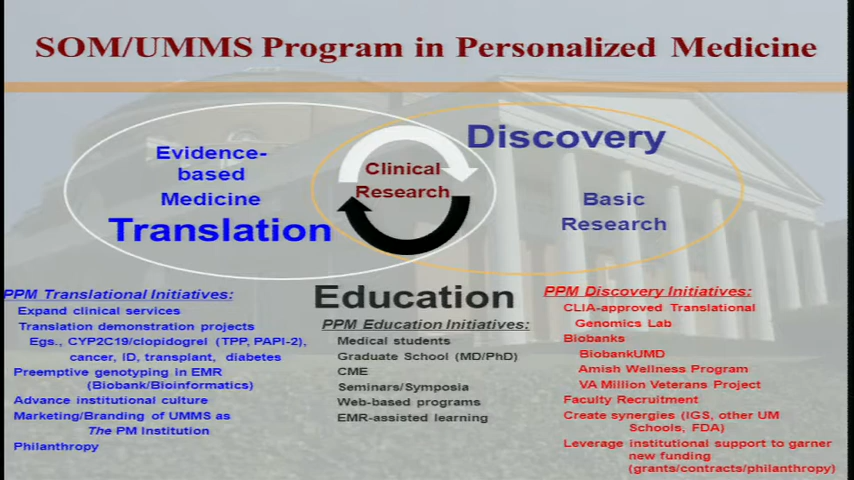 SOM/UMMS Program in Personalized Medicine
Discovery
Evidence-
based
Medicine
Translation
Clinical
Research
Basic
Research
PPM Translational Initiatives:
Expand clinical services
Translation demonstration projects
Egs., CYP2C19/clopidogrel (TPP, PAPI-2),
cancer, ID, transplant, diabetes
Preemptive genotyping in EMR
(Biobank/Bioinformatics)
Advance institutional culture
Marketing/Branding of UMMS as
The PM Institution
Philanthropy
Education
PPM Education Initiatives:
Medical students
Graduate School (MD/PhD)
CME
Seminars/Symposia
Web-based programs
EMR-assisted learning
PPM Discovery Initiatives:
CLIA-approved Translational
Genomics Lab
Biobanks
BiobankUMD
Amish Wellness Program
VA Million Veterans Project
Faculty Recruitment
Create synergies (IGS, other UM
Schools, FDA)
Leverage institutional support to garner
new funding
(grants/contracts/philanthropy)